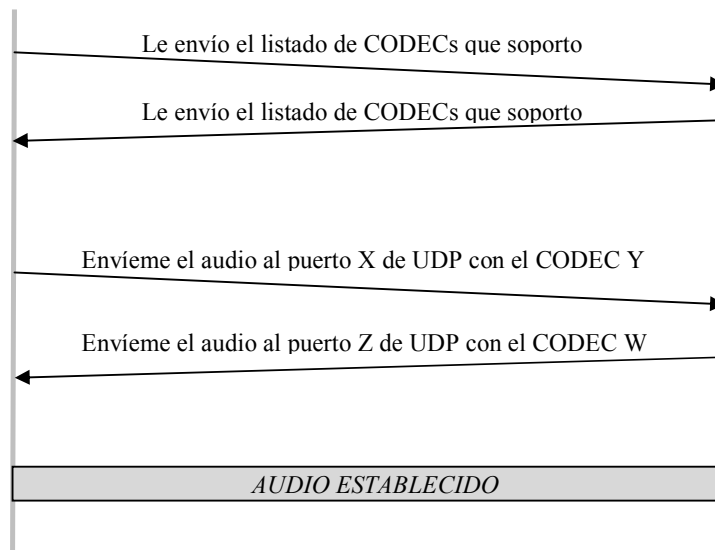 Le envío el listado de CODECs que soporto
Le envío el listado de CODECs que soporto
Envíeme el audio al puerto X de UDP con el CODEC Y
Envíeme el audio al puerto Z de UDP con el CODEC W
AUDIO ESTABLECIDO